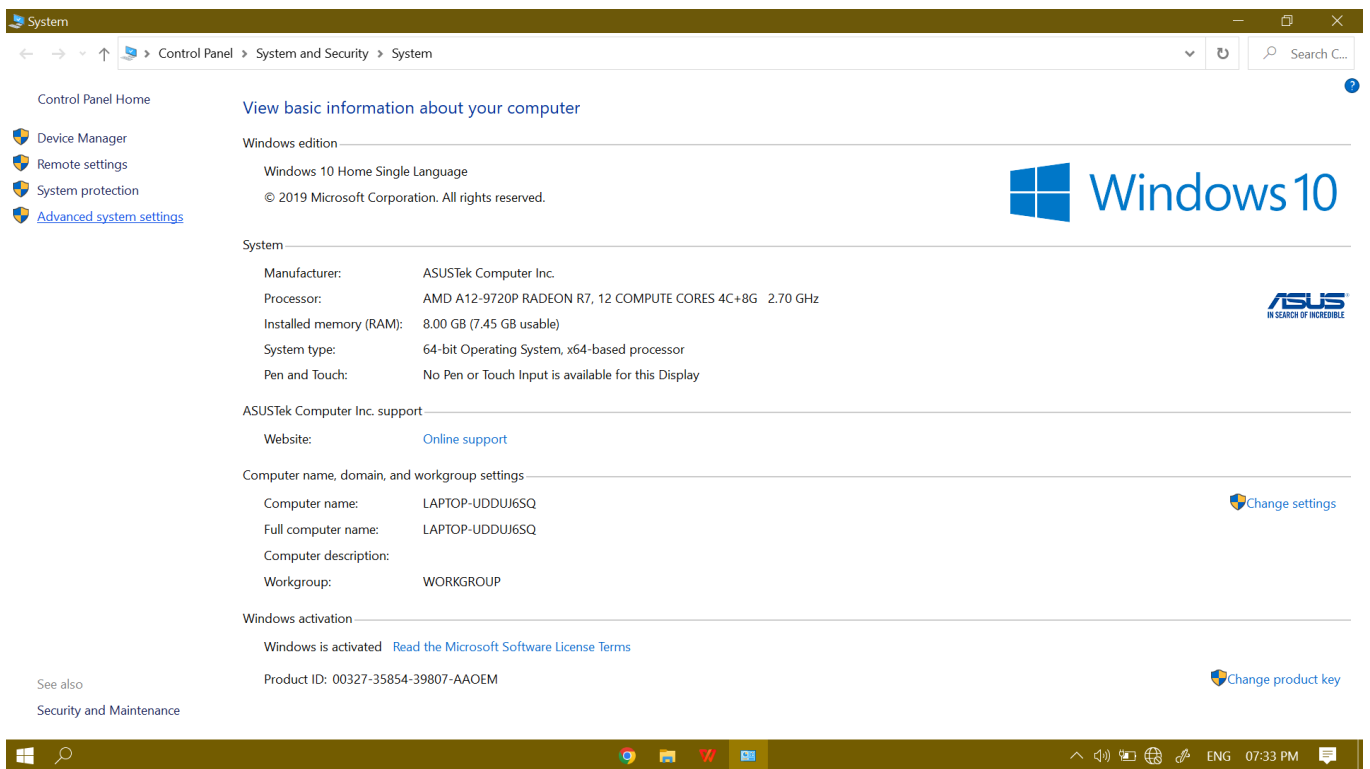 System
Control Panel > System and Security > System
Search C...
Control Panel Home
Device Manager
Remote settings
System protection
Advanced system settings
View basic information about your computer
Windows edition
Windows 10 Home Single Language
© 2019 Microsoft Corporation. All rights reserved.
Windows 10
System
Manufacturer: ASUSTek Computer Inc.
Processor: AMD A12-9720P RADEON R7, 12 COMPUTE CORES 4C+8G 2.70 GHz
Installed memory (RAM): 8.00 GB (7.45 GB usable)
System type: 64-bit Operating System, x64-based processor
Pen and Touch: No Pen or Touch Input is available for this Display
ASUS
IN SEARCH OF INCREDIBLE
ASUSTek Computer Inc. support
Website: Online support
Computer name, domain, and workgroup settings
Computer name: LAPTOP-UDDUJ6SQ
Change settings
Full computer name: LAPTOP-UDDUJ6SQ
Computer description:
Workgroup: WORKGROUP
Windows activation
Windows is activated Read the Microsoft Software License Terms
Product ID: 00327-35854-39807-AAOEM
Change product key
See also
Security and Maintenance
ENG 07:33 PM